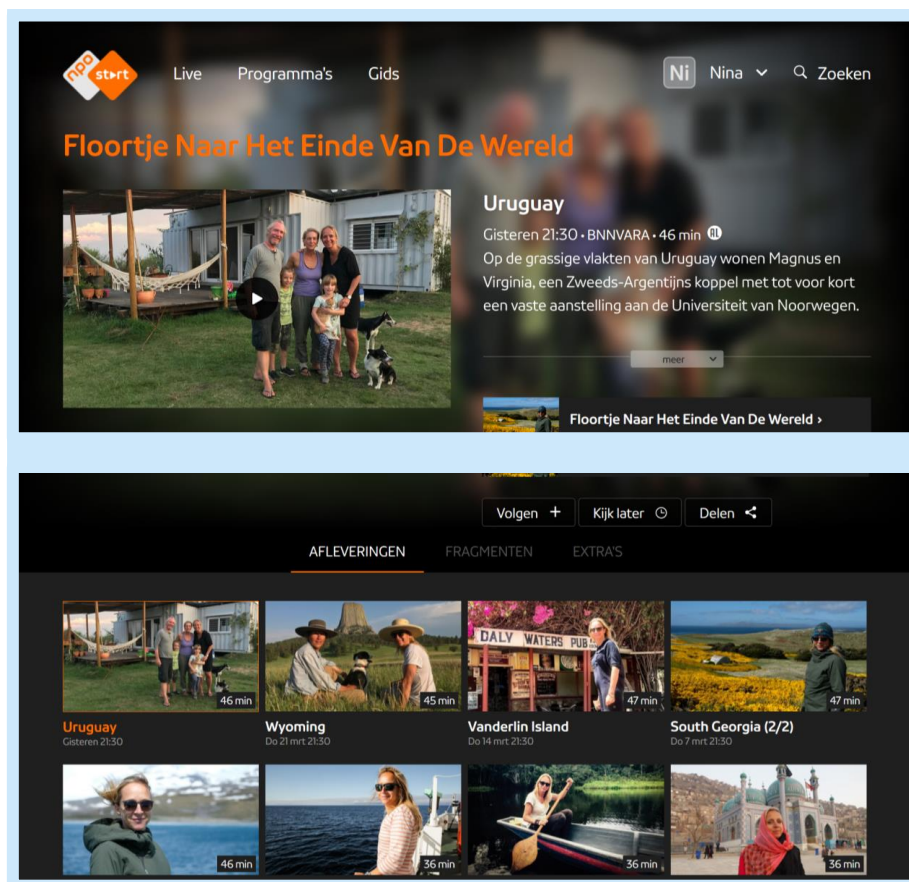 npo
start
Live
Programma's
Gids
Ni
Nina
Zoeken
Floortje Naar Het Einde Van De Wereld
Uruguay
Gisteren 21:30 • BNNVARA • 46 min AL
Op de grassige vlakten van Uruguay wonen Magnus en
Virginia, een Zweeds-Argentijns koppel met tot voor kort
een vaste aanstelling aan de Universiteit van Noorwegen.
meer
Floortje Naar Het Einde Van De Wereld ›
Volgen +
Kijk later
Delen
AFLEVERINGEN
FRAGMENTEN
EXTRA'S
46 min
Uruguay
Gisteren 21:30
45 min
Wyoming
Do 21 mrt 21:30
DALY WATERS PUB
47 min
Vanderlin Island
Do 14 mrt 21:30
47 min
South Georgia (2/2)
Do 7 mrt 21:30
46 min
36 min
36 min
36 min